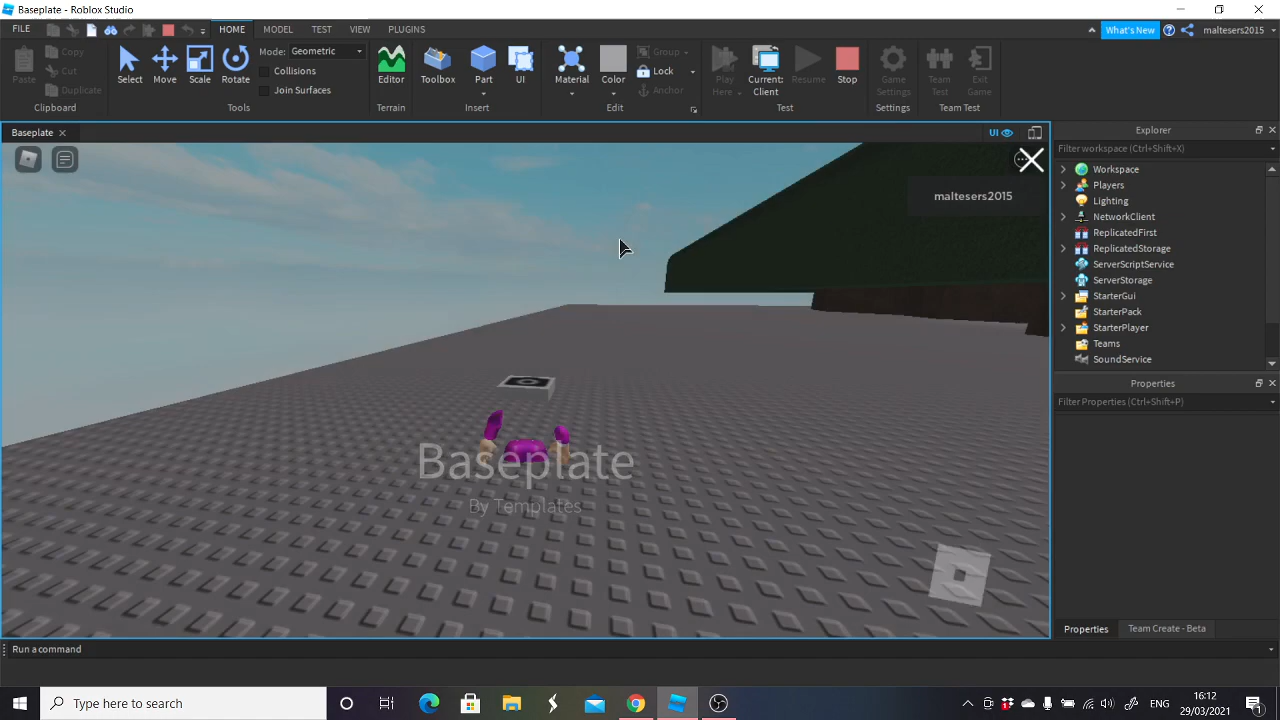 Baseplate - Roblox Studio
FILE HOME MODEL TEST VIEW PLUGINS What's New maltesers2015
Paste Copy Cut Duplicate Clipboard
Select Move Scale Rotate Mode: Geometric Collisions Join Surfaces Tools
Editor Terrain
Toolbox Part UI Insert
Material Color Group Lock Anchor Edit
Play Here Current: Client Resume Stop Test
Game Settings Settings
Team Test Exit Game Team Test
Baseplate UI
maltesers2015
Baseplate
By Templates
Explorer
Filter workspace (Ctrl+Shift+X)
Workspace
Players
Lighting
NetworkClient
ReplicatedFirst
ReplicatedStorage
ServerScriptService
ServerStorage
StarterGui
StarterPack
StarterPlayer
Teams
SoundService
Properties
Filter Properties (Ctrl+Shift+P)
Properties Team Create - Beta
Run a command
Type here to search
ENG
16:12
29/03/2021